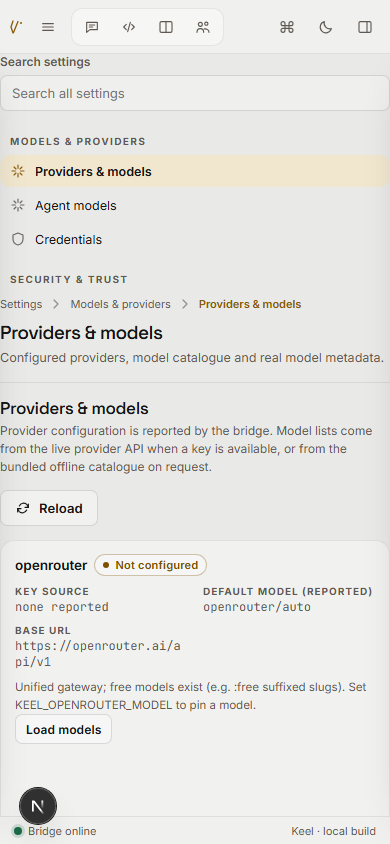 Search settings
Search all settings
MODELS & PROVIDERS
Providers & models
Agent models
Credentials
SECURITY & TRUST
Settings > Models & providers > Providers & models
Providers & models
Configured providers, model catalogue and real model metadata.
Providers & models
Provider configuration is reported by the bridge. Model lists come
from the live provider API when a key is available, or from the
bundled offline catalogue on request.
Reload
openrouter Not configured
KEY SOURCE DEFAULT MODEL (REPORTED)
none reported openrouter/auto
BASE URL
https://openrouter.ai/a
pi/v1
Unified gateway; free models exist (e.g. :free suffixed slugs). Set
KEEL_OPENROUTER_MODEL to pin a model.
Load models
N
Bridge online Keel · local build